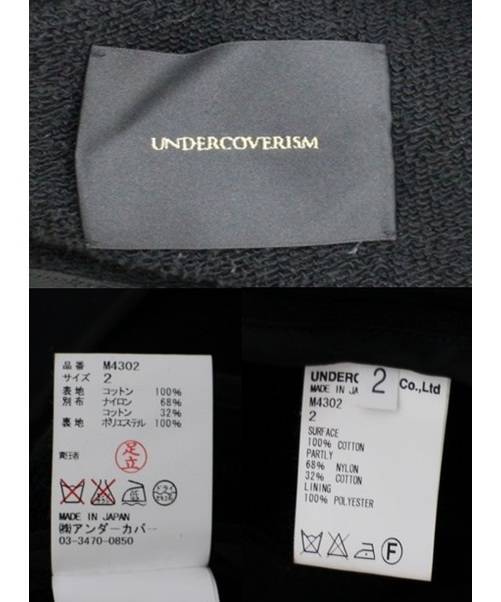 UNDERCOVERISM
品番 M4302
サイズ 2
表地 コットン 100%
別布 ナイロン 68%
コットン 32%
裏地 ポリエステル 100%
責任者 足立
MADE IN JAPAN
㈱アンダーカバー
03-3470-0850
UNDERC 2 Co.,Ltd
MADE IN JA
M4302
2
SURFACE
100% COTTON
PARTLY
68% NYLON
32% COTTON
LINING
100% POLYESTER
F